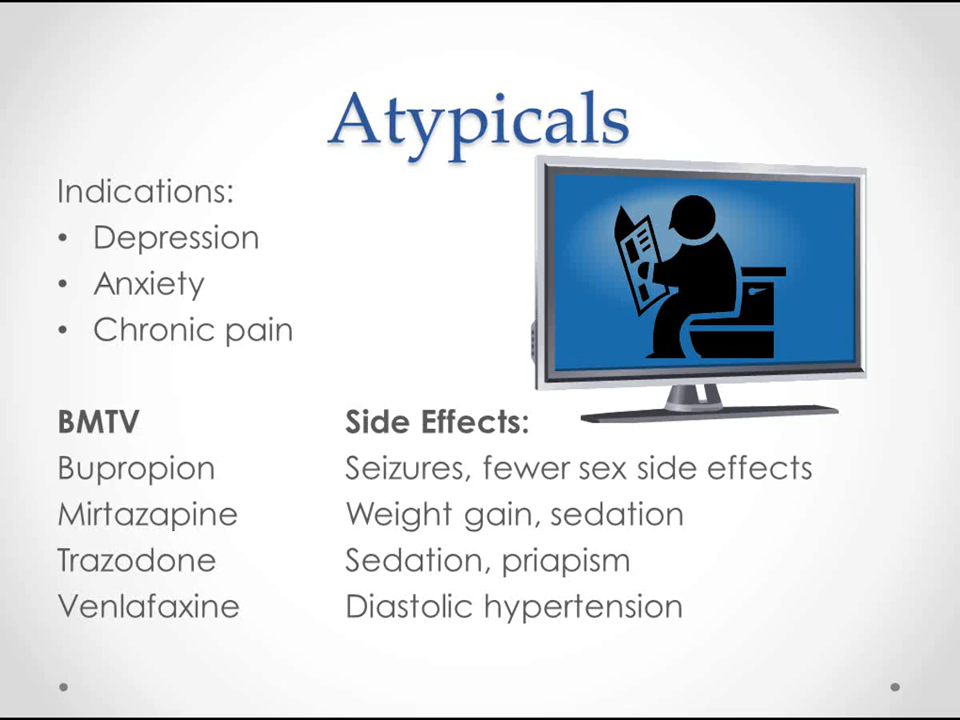 Atypicals
Indications:
• Depression
• Anxiety
• Chronic pain
BMTV Side Effects:
Bupropion Seizures, fewer sex side effects
Mirtazapine Weight gain, sedation
Trazodone Sedation, priapism
Venlafaxine Diastolic hypertension